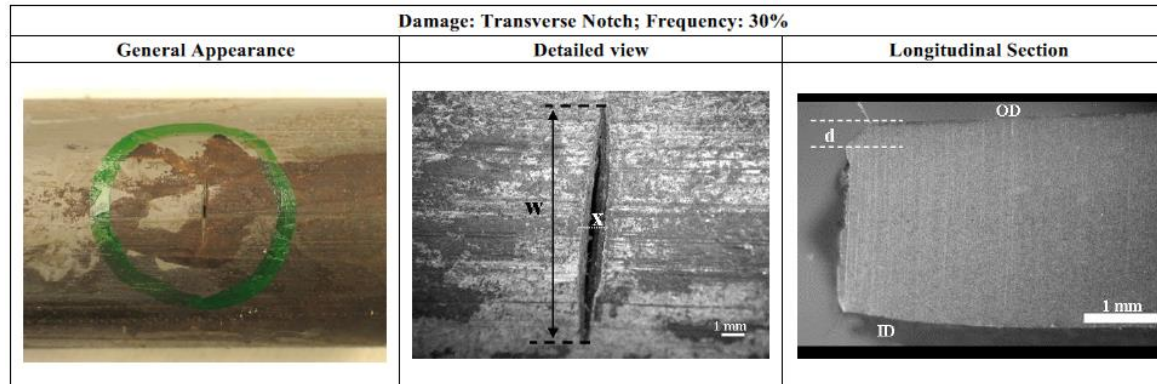 Damage: Transverse Notch; Frequency: 30%
General Appearance
Detailed view
Longitudinal Section
W
X
1 mm
OD
d
ID
1 mm